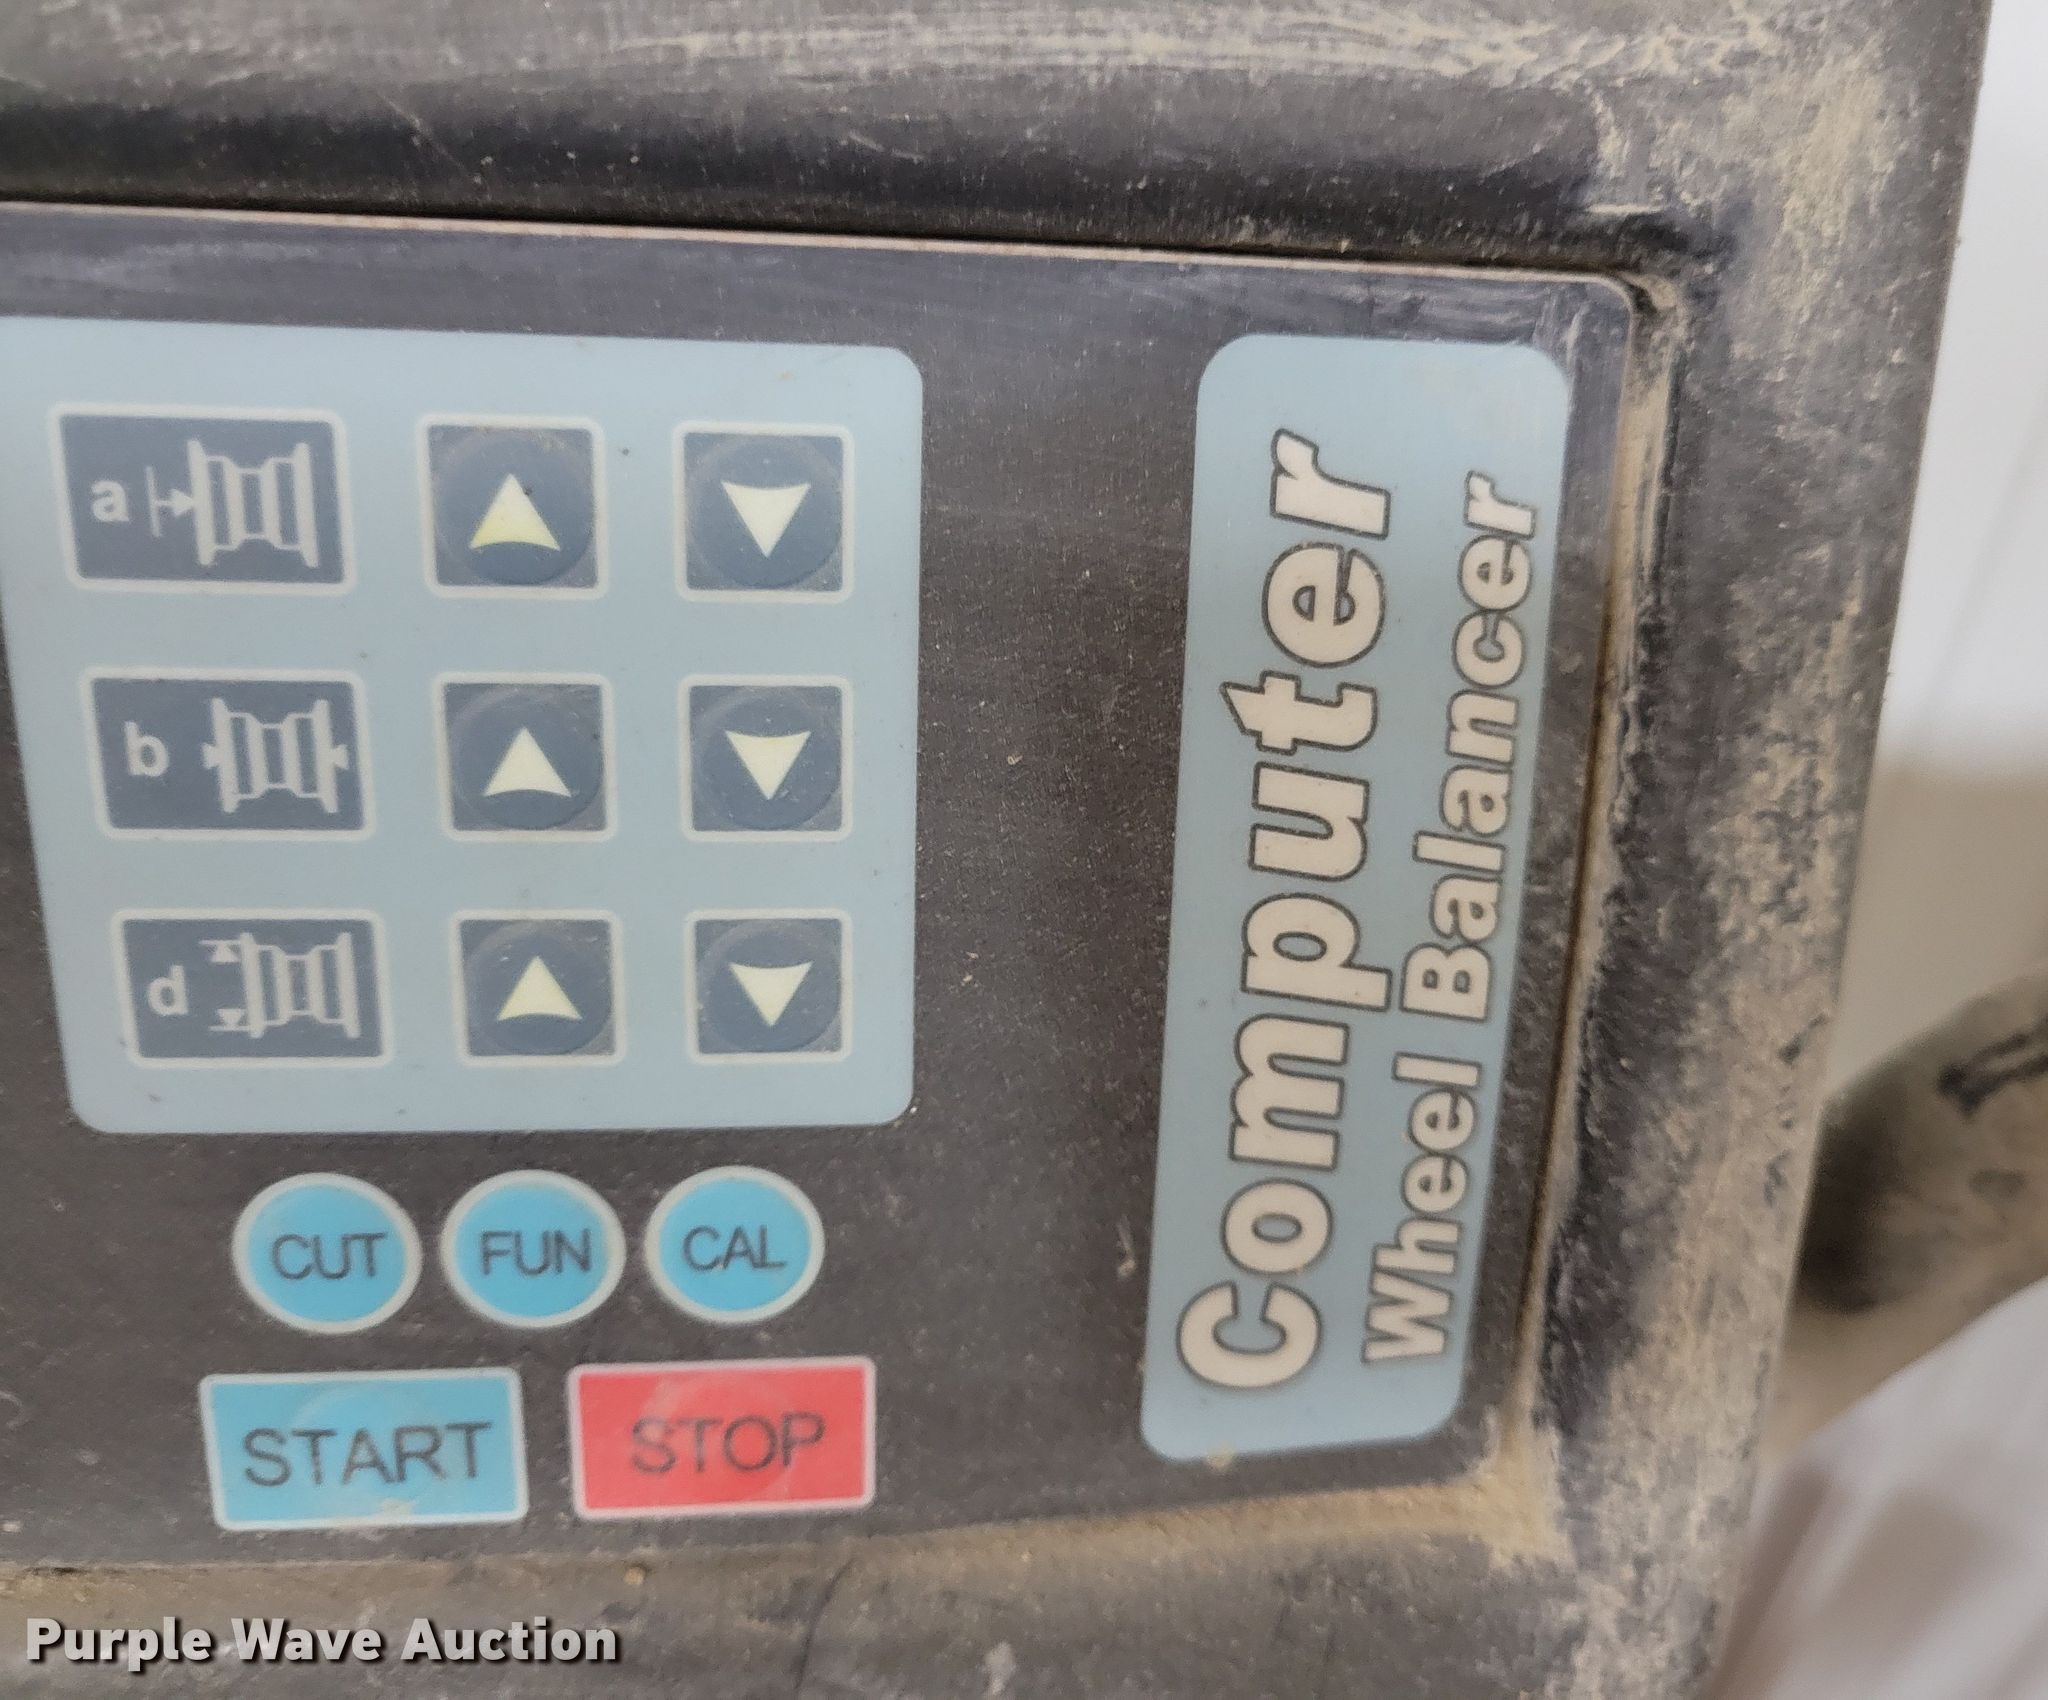 a
b
d
CUT FUN CAL
START STOP
Computer
Wheel Balancer
Purple Wave Auction